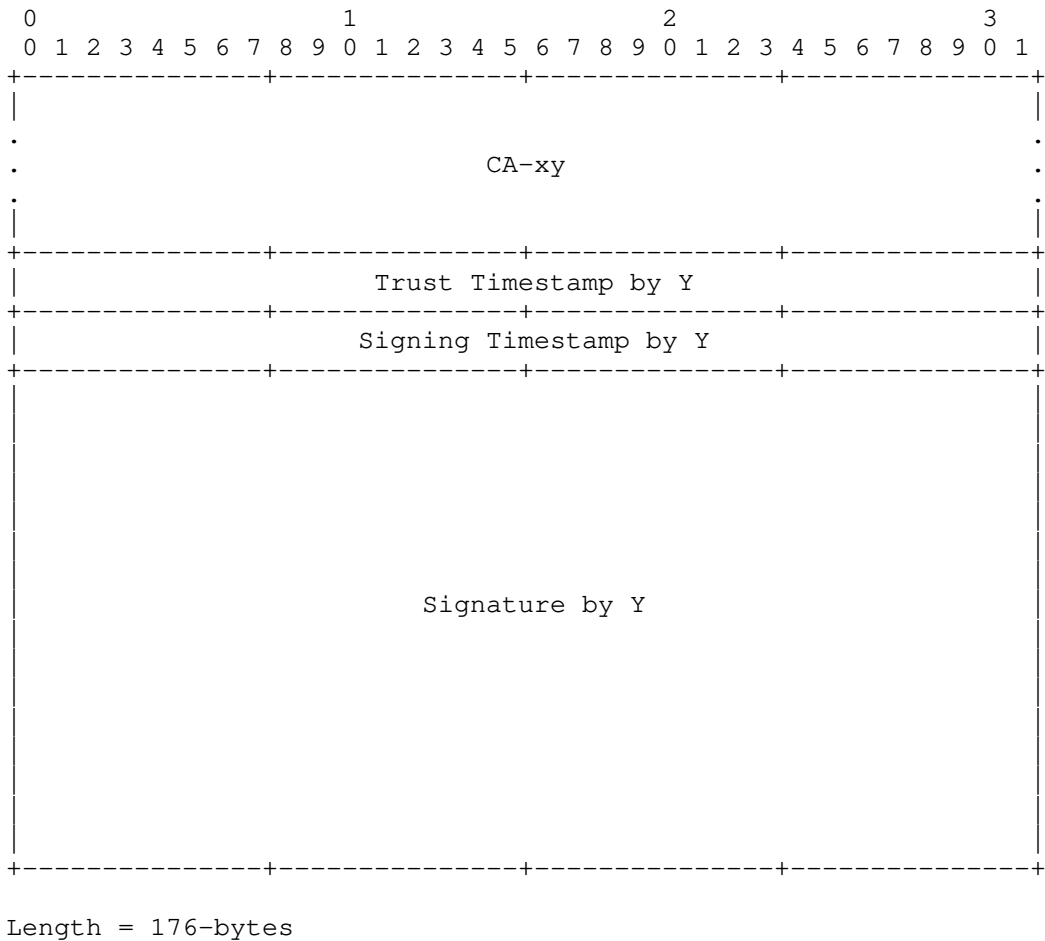 0                   1                   2                   3
0 1 2 3 4 5 6 7 8 9 0 1 2 3 4 5 6 7 8 9 0 1 2 3 4 5 6 7 8 9 0 1
CA-xy
Trust Timestamp by Y
Signing Timestamp by Y
Signature by Y
Length = 176-bytes